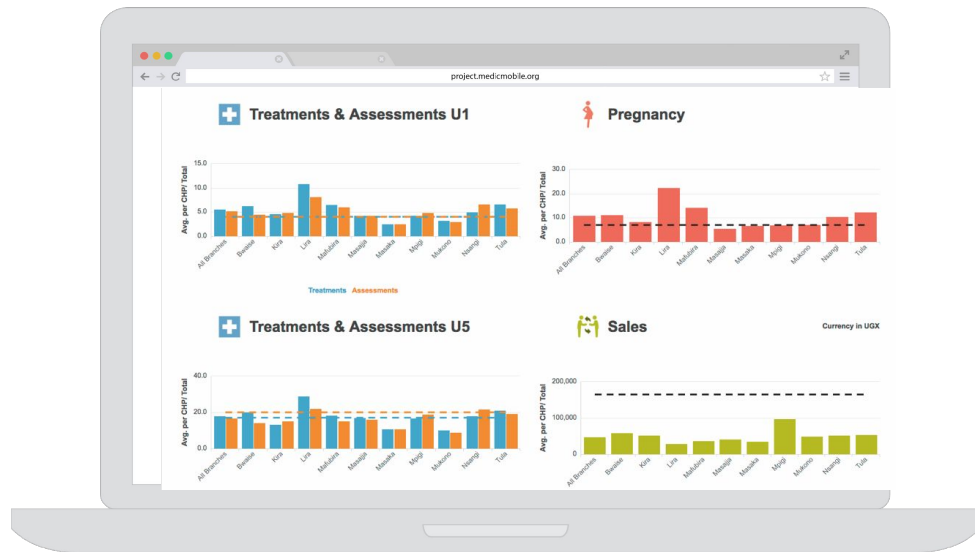 project.medicmobile.org
Treatments & Assessments U1
Avg. per CHP/ Total
15.0
10.0
5.0
0.0
All Branches
Bwaise
Kira
Lira
Mafubira
Masajja
Masaka
Mpigi
Mukono
Nsangi
Tula
Treatments Assessments
Pregnancy
Avg. per CHP/ Total
30.0
20.0
10.0
0.0
All Branches
Bwaise
Kira
Lira
Mafubira
Masajja
Masaka
Mpigi
Mukono
Nsangi
Tula
Treatments & Assessments U5
Avg. per CHP/ Total
40.0
20.0
0.0
All Branches
Bwaise
Kira
Lira
Mafubira
Masajja
Masaka
Mpigi
Mukono
Nsangi
Tula
Sales
Currency in UGX
Avg. per CHP/ Total
200,000
100,000
0
All Branches
Bwaise
Kira
Lira
Mafubira
Masajja
Masaka
Mpigi
Mukono
Nsangi
Tula